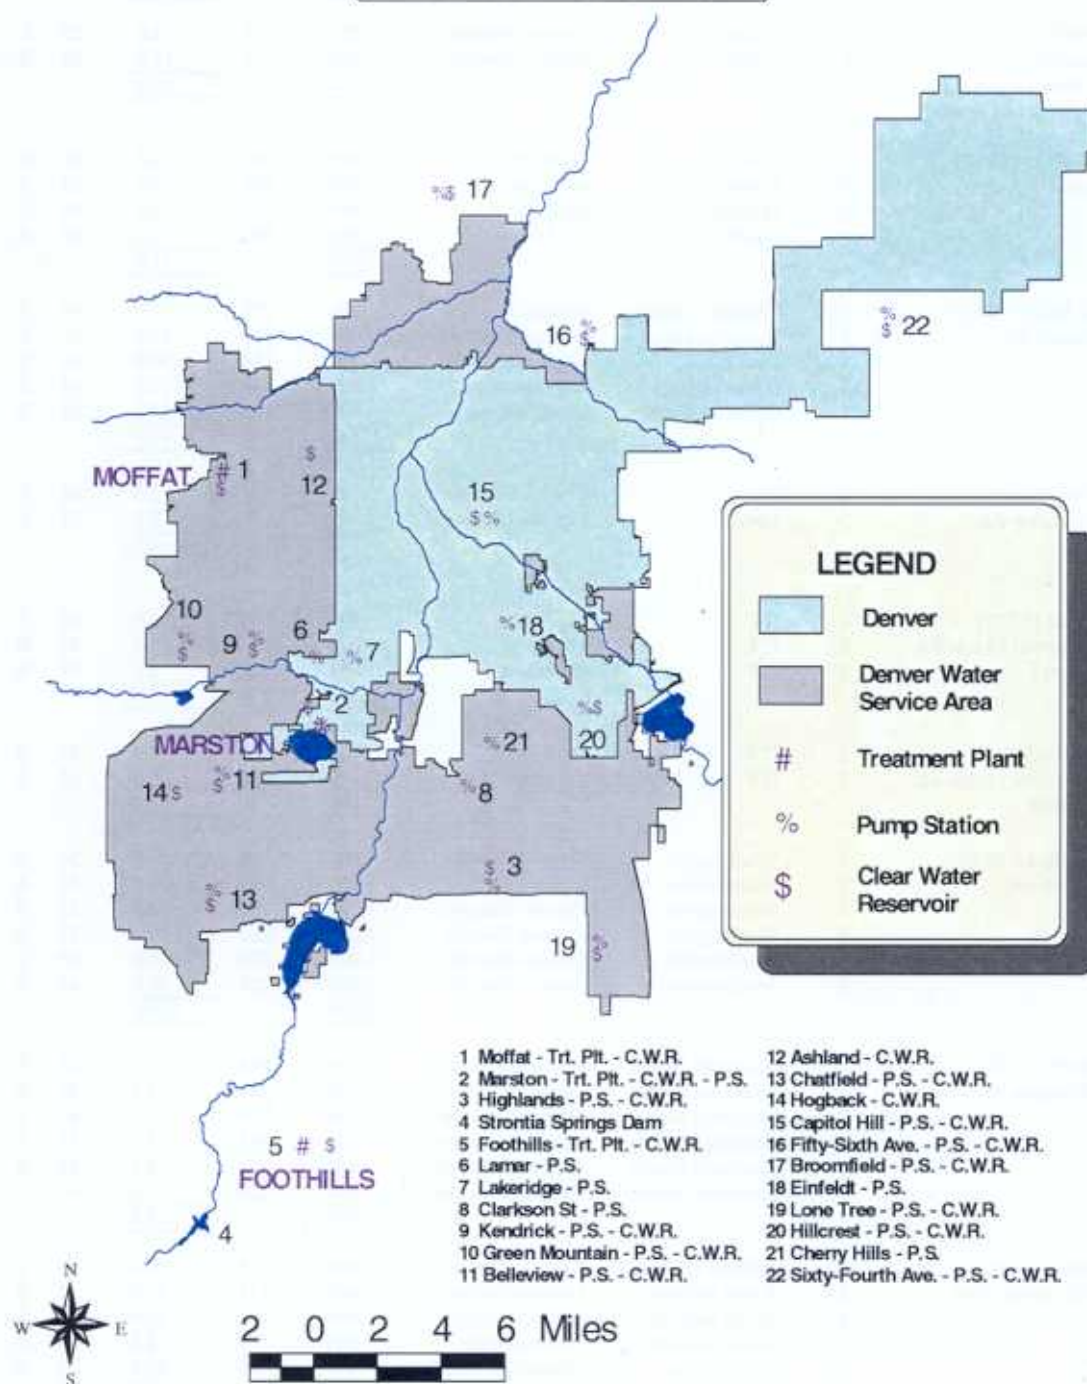 %$ 17
16 %
$
%
$ 22
MOFFAT # 1
$
$
12
15
$ %
10
%
$
9 %
$
6
%
% 7
%18
2
MARSTON
%$
20
%21
14 $
%
$ 11
% 8
$ 3
%
%
$ 13
19 %
$
5 # $
FOOTHILLS
4
LEGEND
Denver
Denver Water
Service Area
# Treatment Plant
% Pump Station
$ Clear Water
Reservoir
1 Moffat - Trt. Plt. - C.W.R.
2 Marston - Trt. Plt. - C.W.R. - P.S.
3 Highlands - P.S. - C.W.R.
4 Strontia Springs Dam
5 Foothills - Trt. Plt. - C.W.R.
6 Lamar - P.S.
7 Lakeridge - P.S.
8 Clarkson St - P.S.
9 Kendrick - P.S. - C.W.R.
10 Green Mountain - P.S. - C.W.R.
11 Belleview - P.S. - C.W.R.
12 Ashland - C.W.R.
13 Chatfield - P.S. - C.W.R.
14 Hogback - C.W.R.
15 Capitol Hill - P.S. - C.W.R.
16 Fifty-Sixth Ave. - P.S. - C.W.R.
17 Broomfield - P.S. - C.W.R.
18 Einfeldt - P.S.
19 Lone Tree - P.S. - C.W.R.
20 Hillcrest - P.S. - C.W.R.
21 Cherry Hills - P.S.
22 Sixty-Fourth Ave. - P.S. - C.W.R.
N
W E
S
2 0 2 4 6 Miles